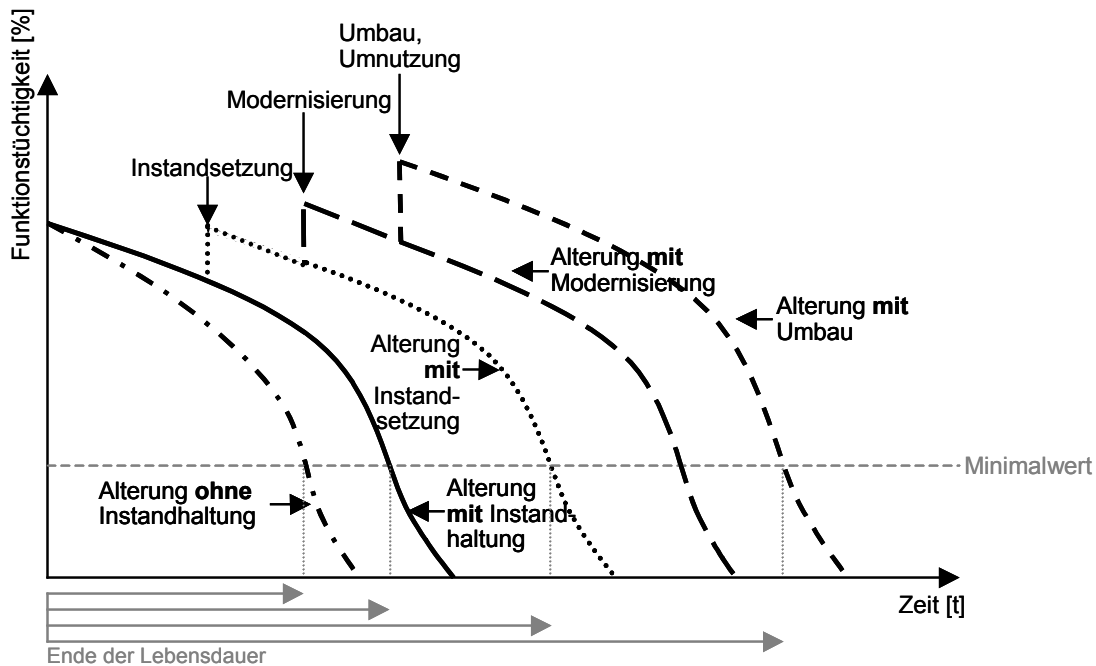 Funktionstüchtigkeit [%]
Umbau,
Umnutzung
Modernisierung
Instandsetzung
Alterung mit
Modernisierung
Alterung mit
Umbau
Alterung
mit
Instand-
setzung
Minimalwert
Alterung ohne
Instandhaltung
Alterung
mit Instand-
haltung
Zeit [t]
Ende der Lebensdauer